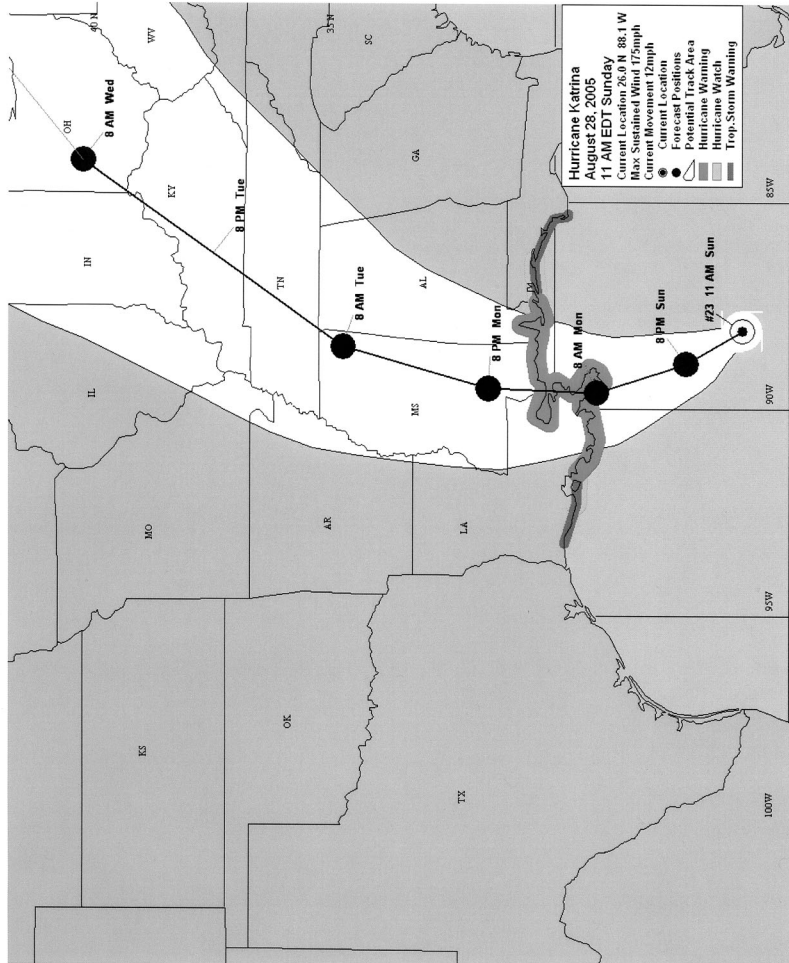 Hurricane Katrina
August 28, 2005
11 AM EDT Sunday
Current Location 26.0 N 88.1 W
Max Sustained Wind 175mph
Current Movement 12mph
Current Location
Forecast Positions
Potential Track Area
Hurricane Warning
Hurricane Watch
Trop.Storm Warning
40 N
35 N
WV
OH
8 AM Wed
IN
KY
8 PM Tue
SC
IL
TN
8 AM Tue
GA
AL
MO
MS
8 PM Mon
AR
LA
8 AM Mon
KS
OK
TX
8 PM Sun
#23 11 AM Sun
100W
95W
90W
85W